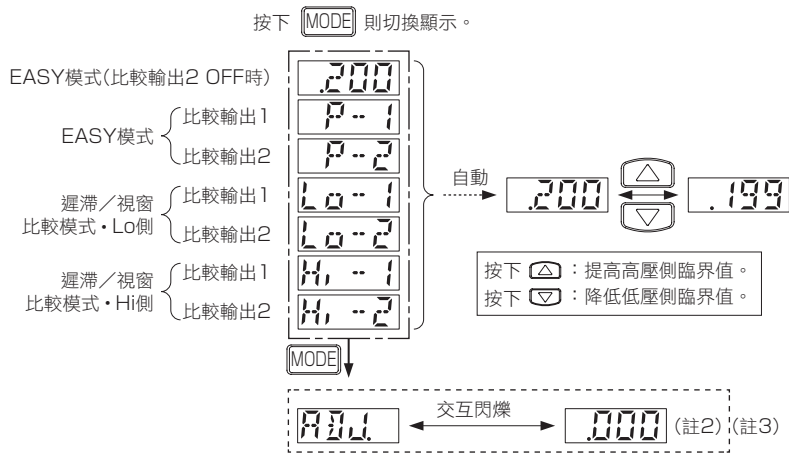 按下 MODE 則切換顯示。
EASY模式(比較輸出2 OFF時)
.200
EASY模式
比較輸出1
P-- 1
比較輸出2
P--2
遲滯／視窗
比較模式・Lo側
比較輸出1
Lo-1
比較輸出2
Lo-2
遲滯／視窗
比較模式・Hi側
比較輸出1
Hi -- 1
比較輸出2
Hi --2
自動
.200
.199
按下 △：提高高壓側臨界值。
按下 ▽：降低低壓側臨界值。
MODE
ADJ.
交互閃爍
.000
(註2)
(註3)